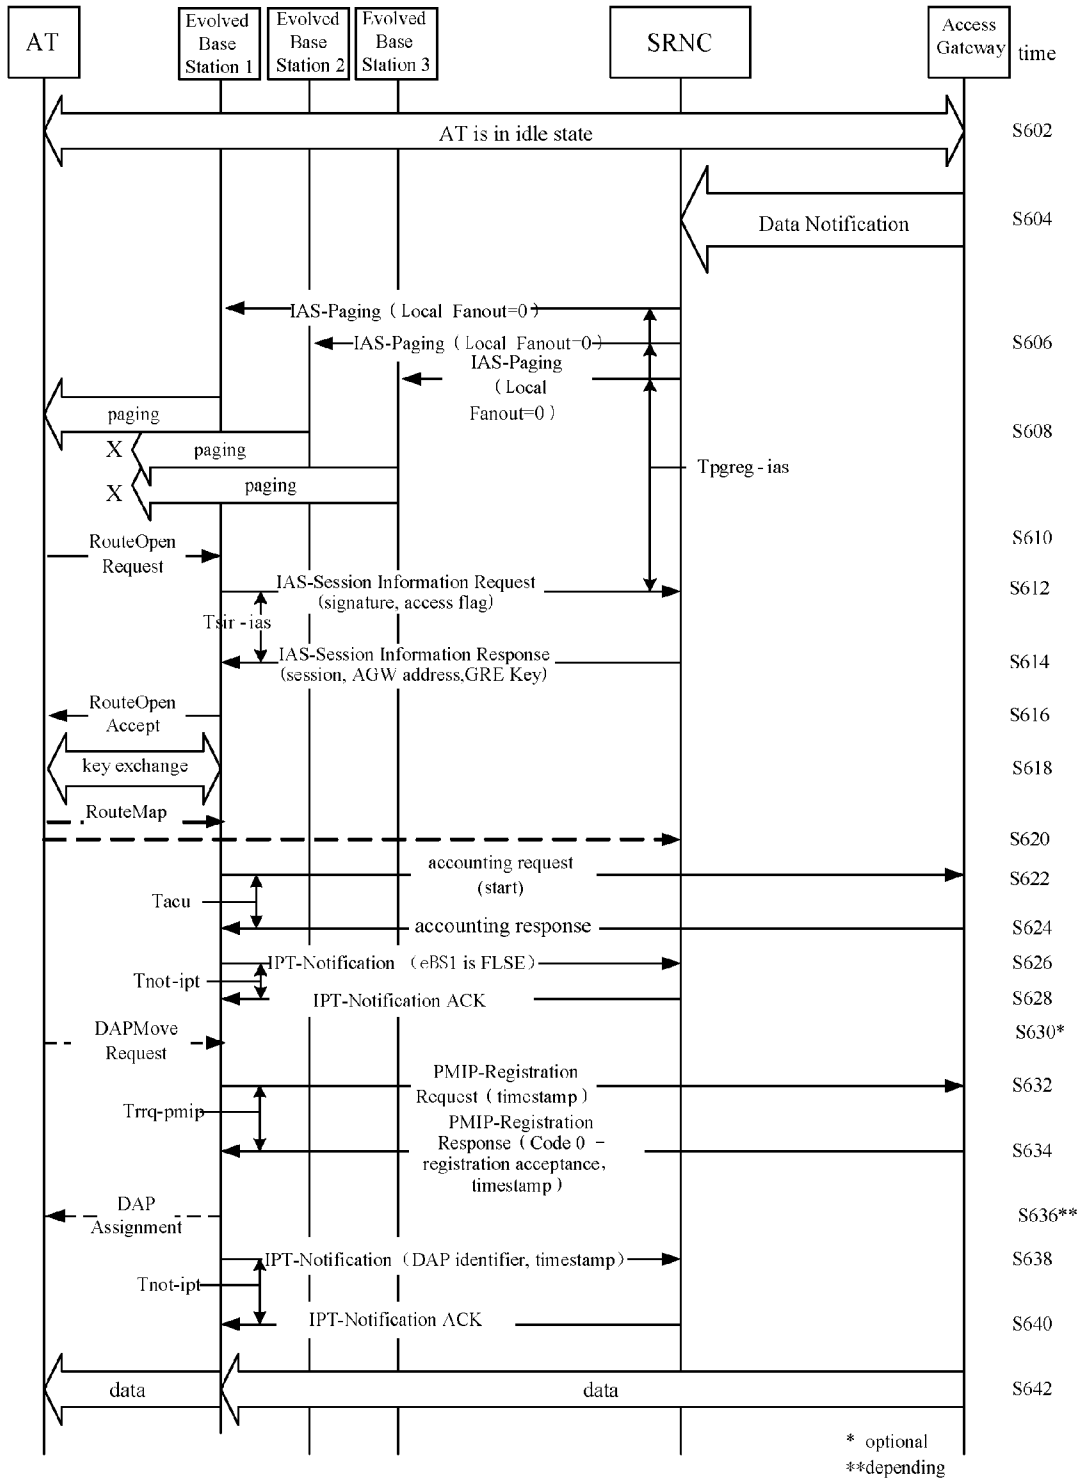 AT
Evolved
Base
Station 1
Evolved
Base
Station 2
Evolved
Base
Station 3
SRNC
Access
Gateway
time
AT is in idle state
S602
Data Notification
S604
IAS-Paging ( Local Fanout=0 )
IAS-Paging ( Local Fanout=0 )
S606
IAS-Paging
( Local
Fanout=0 )
paging
S608
X
paging
X
paging
Tpgreg-ias
RouteOpen
Request
S610
IAS-Session Information Request
(signature, access flag)
S612
Tsir-ias
IAS-Session Information Response
(session, AGW address,GRE Key)
S614
RouteOpen
Accept
S616
key exchange
S618
RouteMap
S620
accounting request
(start)
S622
Tacu
accounting response
S624
IPT-Notification ( eBS1 is FLSE )
S626
Tnot-ipt
IPT-Notification ACK
S628
DAPMove
Request
S630*
PMIP-Registration
Request ( timestamp )
S632
Trrq-pmip
PMIP-Registration
Response ( Code 0 -
registration acceptance,
timestamp )
S634
DAP
Assignment
S636**
IPT-Notification (DAP identifier, timestamp)
S638
Tnot-ipt
IPT-Notification ACK
S640
data
data
S642
* optional
**depending